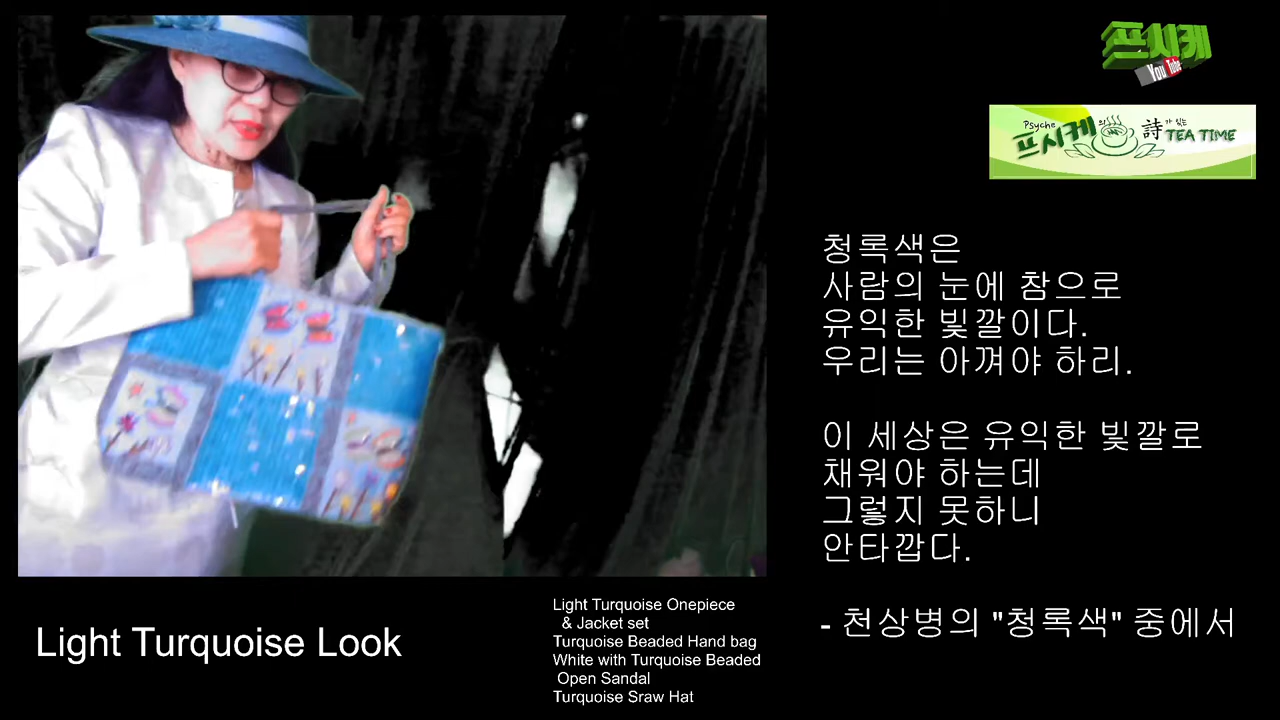 프시케
You Tube
Psyche
프시케의 詩가 있는 TEA TIME
청록색은
사람의 눈에 참으로
유익한 빛깔이다.
우리는 아껴야 하리.
이 세상은 유익한 빛깔로
채워야 하는데
그렇지 못하니
안타깝다.
- 천상병의 "청록색" 중에서
Light Turquoise Look
Light Turquoise Onepiece
& Jacket set
Turquoise Beaded Hand bag
White with Turquoise Beaded
Open Sandal
Turquoise Sraw Hat